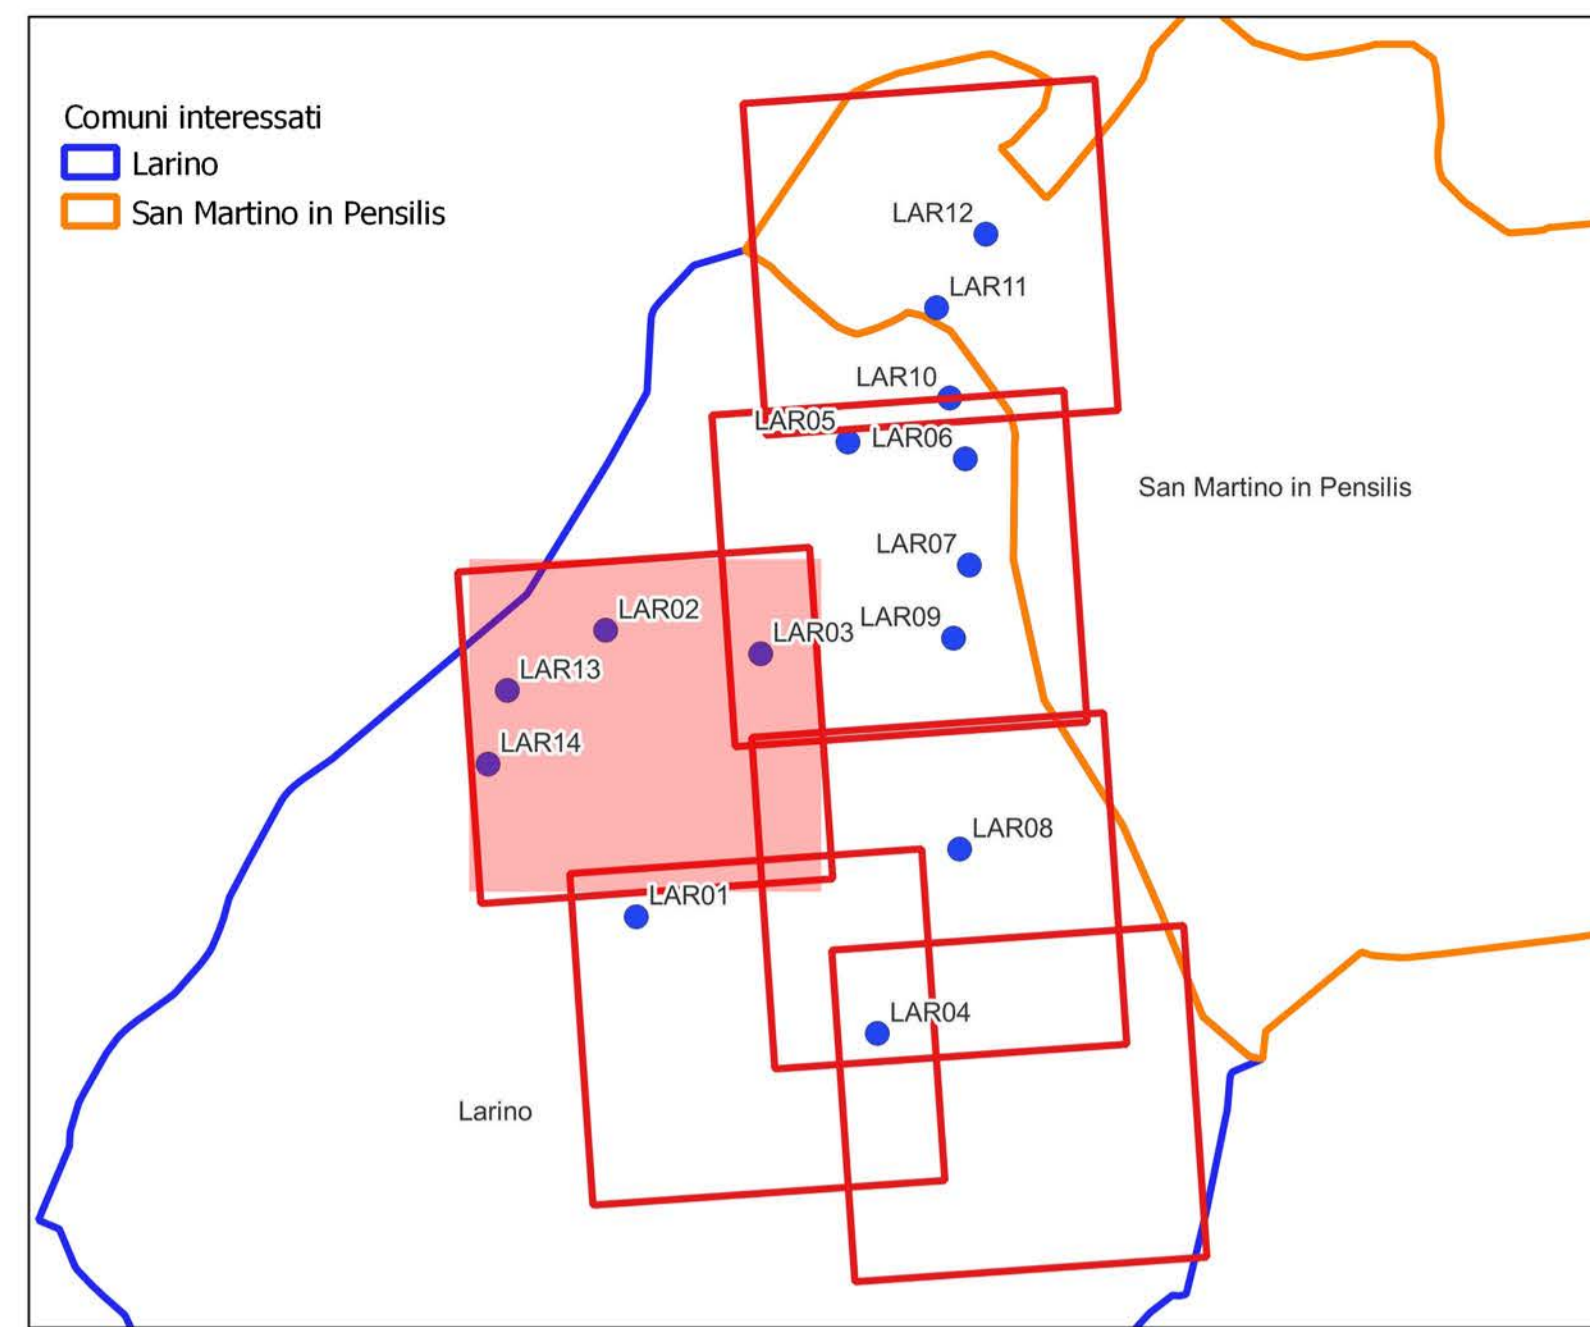 Comuni interessati
Larino
San Martino in Pensilis
LAR12
LAR11
LAR10
LAR05
LAR06
San Martino in Pensilis
LAR07
LAR02
LAR09
LAR03
LAR13
LAR14
LAR08
LAR01
LAR04
Larino